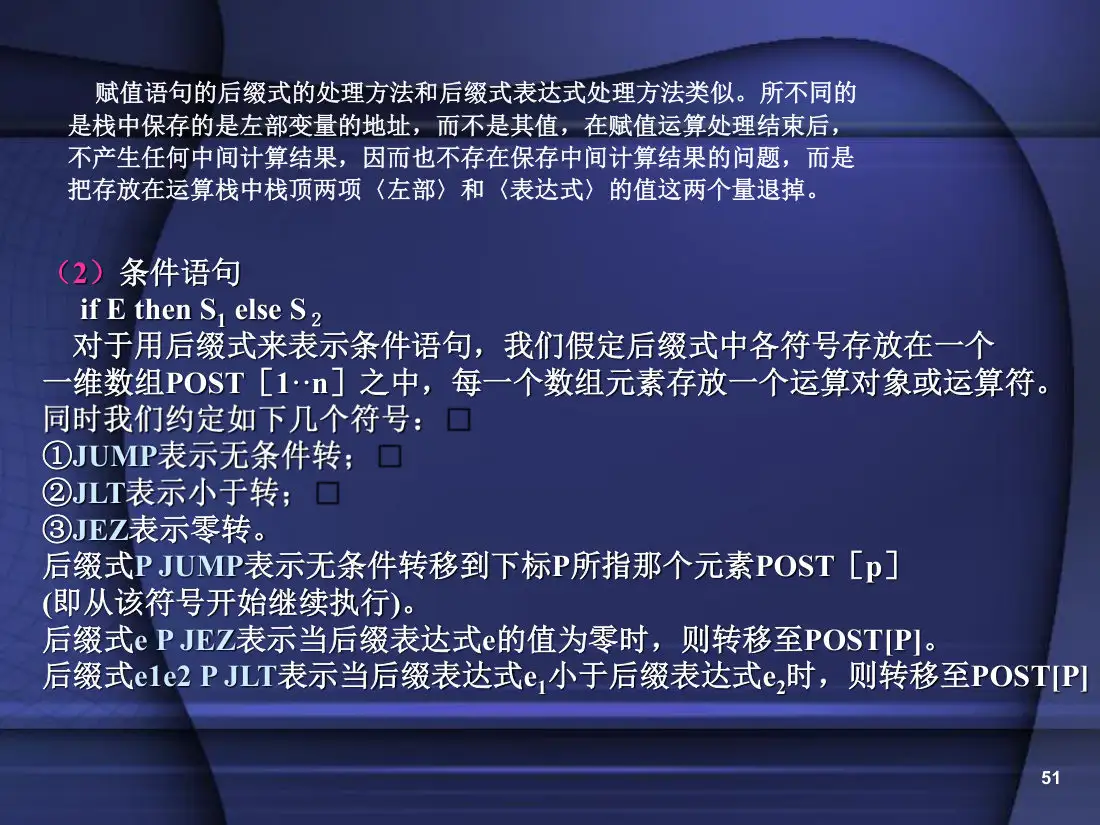 赋值语句的后缀式的处理方法和后缀式表达式处理方法类似。所不同的
是栈中保存的是左部变量的地址，而不是其值，在赋值运算处理结束后，
不产生任何中间计算结果，因而也不存在保存中间计算结果的问题，而是
把存放在运算栈中栈顶两项〈左部〉和〈表达式〉的值这两个量退掉。
（2）条件语句
if E then S1 else S２
对于用后缀式来表示条件语句，我们假定后缀式中各符号存放在一个
一维数组POST［1··n］之中，每一个数组元素存放一个运算对象或运算符。
同时我们约定如下几个符号：□
①JUMP表示无条件转；□
②JLT表示小于转；□
③JEZ表示零转。
后缀式P JUMP表示无条件转移到下标P所指那个元素POST［p］
(即从该符号开始继续执行)。
后缀式e P JEZ表示当后缀表达式e的值为零时，则转移至POST[P]。
后缀式e1e2 P JLT表示当后缀表达式e1小于后缀表达式e2时，则转移至POST[P]
51